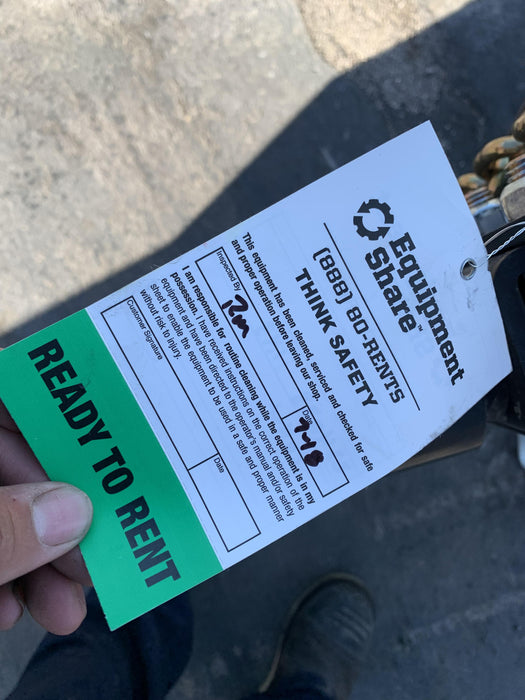 Equipment
Share™
(888) 80-RENTS
THINK SAFETY
This equipment has been cleaned, serviced and checked for safe
and proper operation before leaving our shop.
Inspected By
Date
7-18
I am responsible for routine cleaning while the equipment is in my
possession. I have received instructions on the correct operation of the
equipment and have been directed to the operator's manual and/or safety
sheet to enable the equipment to be used in a safe and proper manner
without risk to injury.
Customer Signature
Date
READY TO RENT